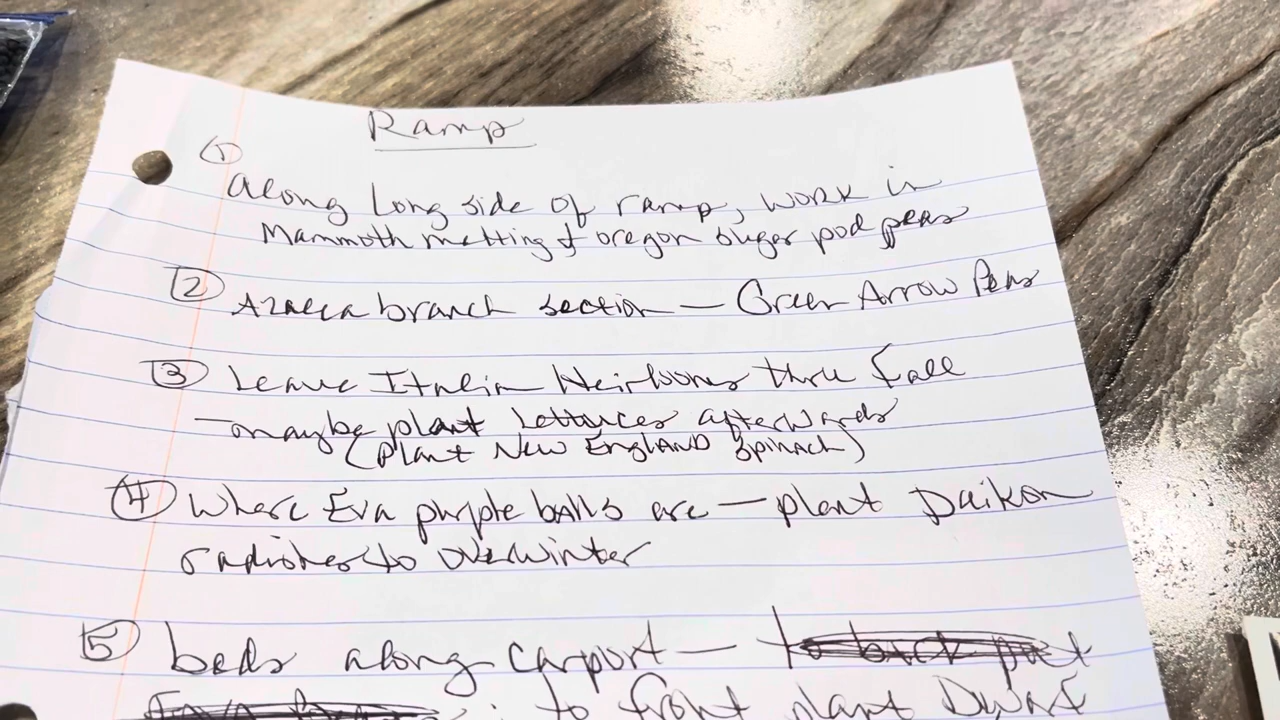 Ramp
①
Along Long side of ramp, work in
Mammoth melting & oregon suger pod peas
② branch section — Green Arrow Peas
③ Leave Italian Heirlooms thru fall
— maybe plant Lettuces afterwards
(plant New England Spinach)
④ Where Eva purple balls are — plant Daikon
radishes to overwinter
⑤ beds along carport —
: to front plant Dwarf